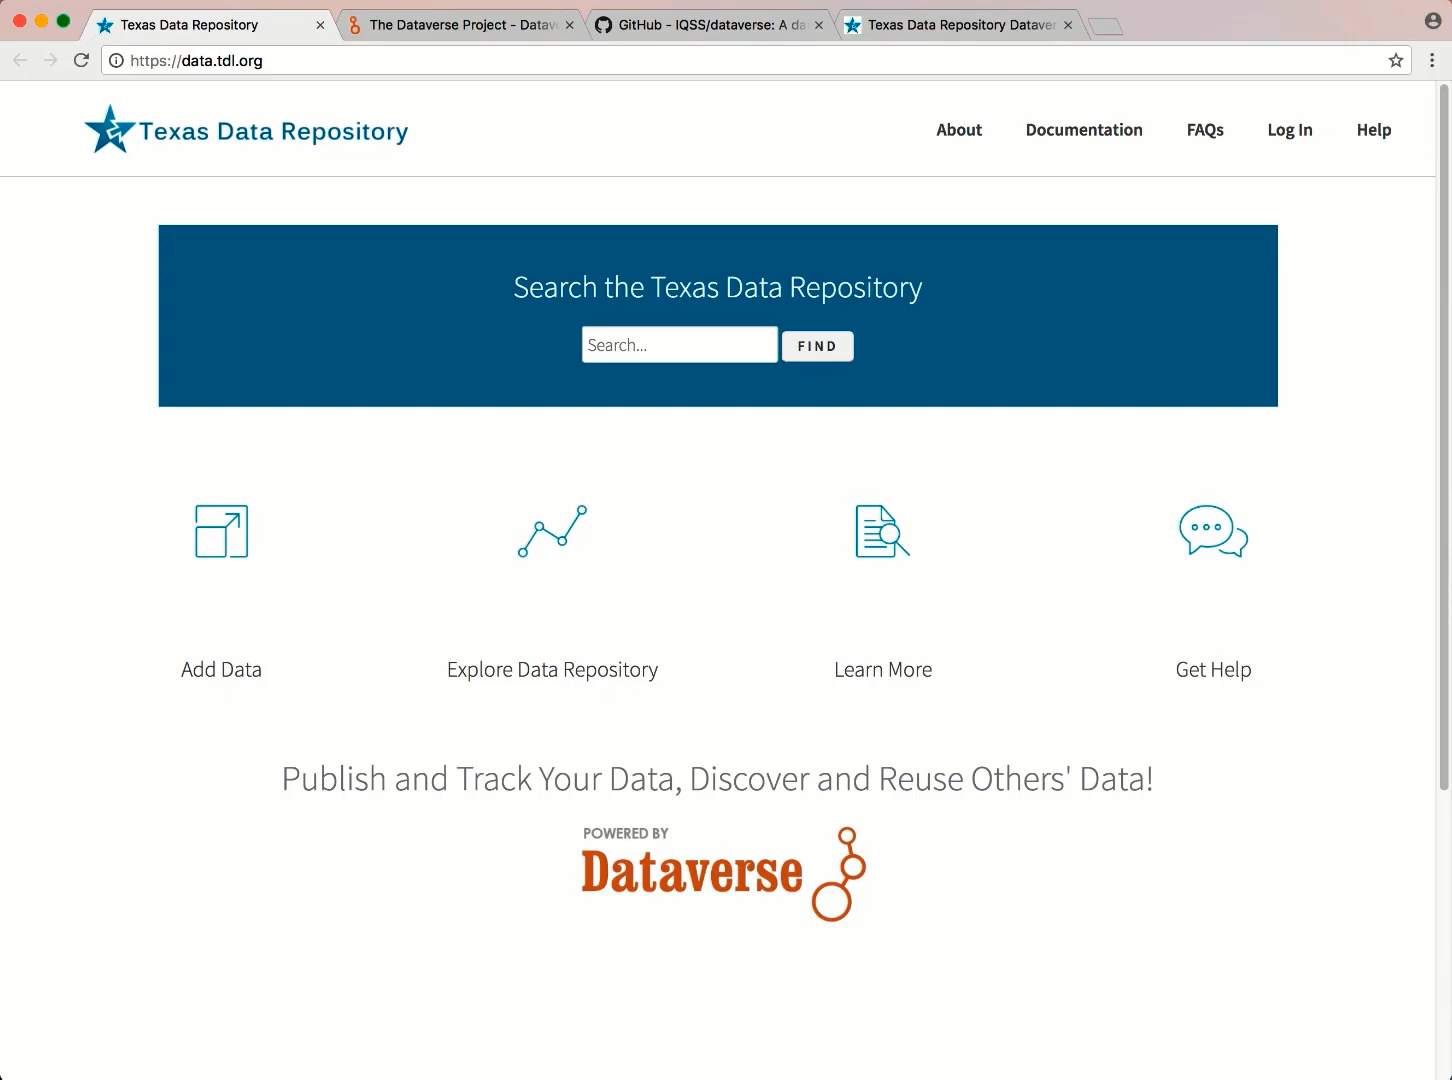 Texas Data Repository
The Dataverse Project - Datav
GitHub - IQSS/dataverse: A da
Texas Data Repository Dataver
https://data.tdl.org
Texas Data Repository
About
Documentation
FAQs
Log In
Help
Search the Texas Data Repository
Search...
FIND
Add Data
Explore Data Repository
Learn More
Get Help
Publish and Track Your Data, Discover and Reuse Others' Data!
POWERED BY
Dataverse